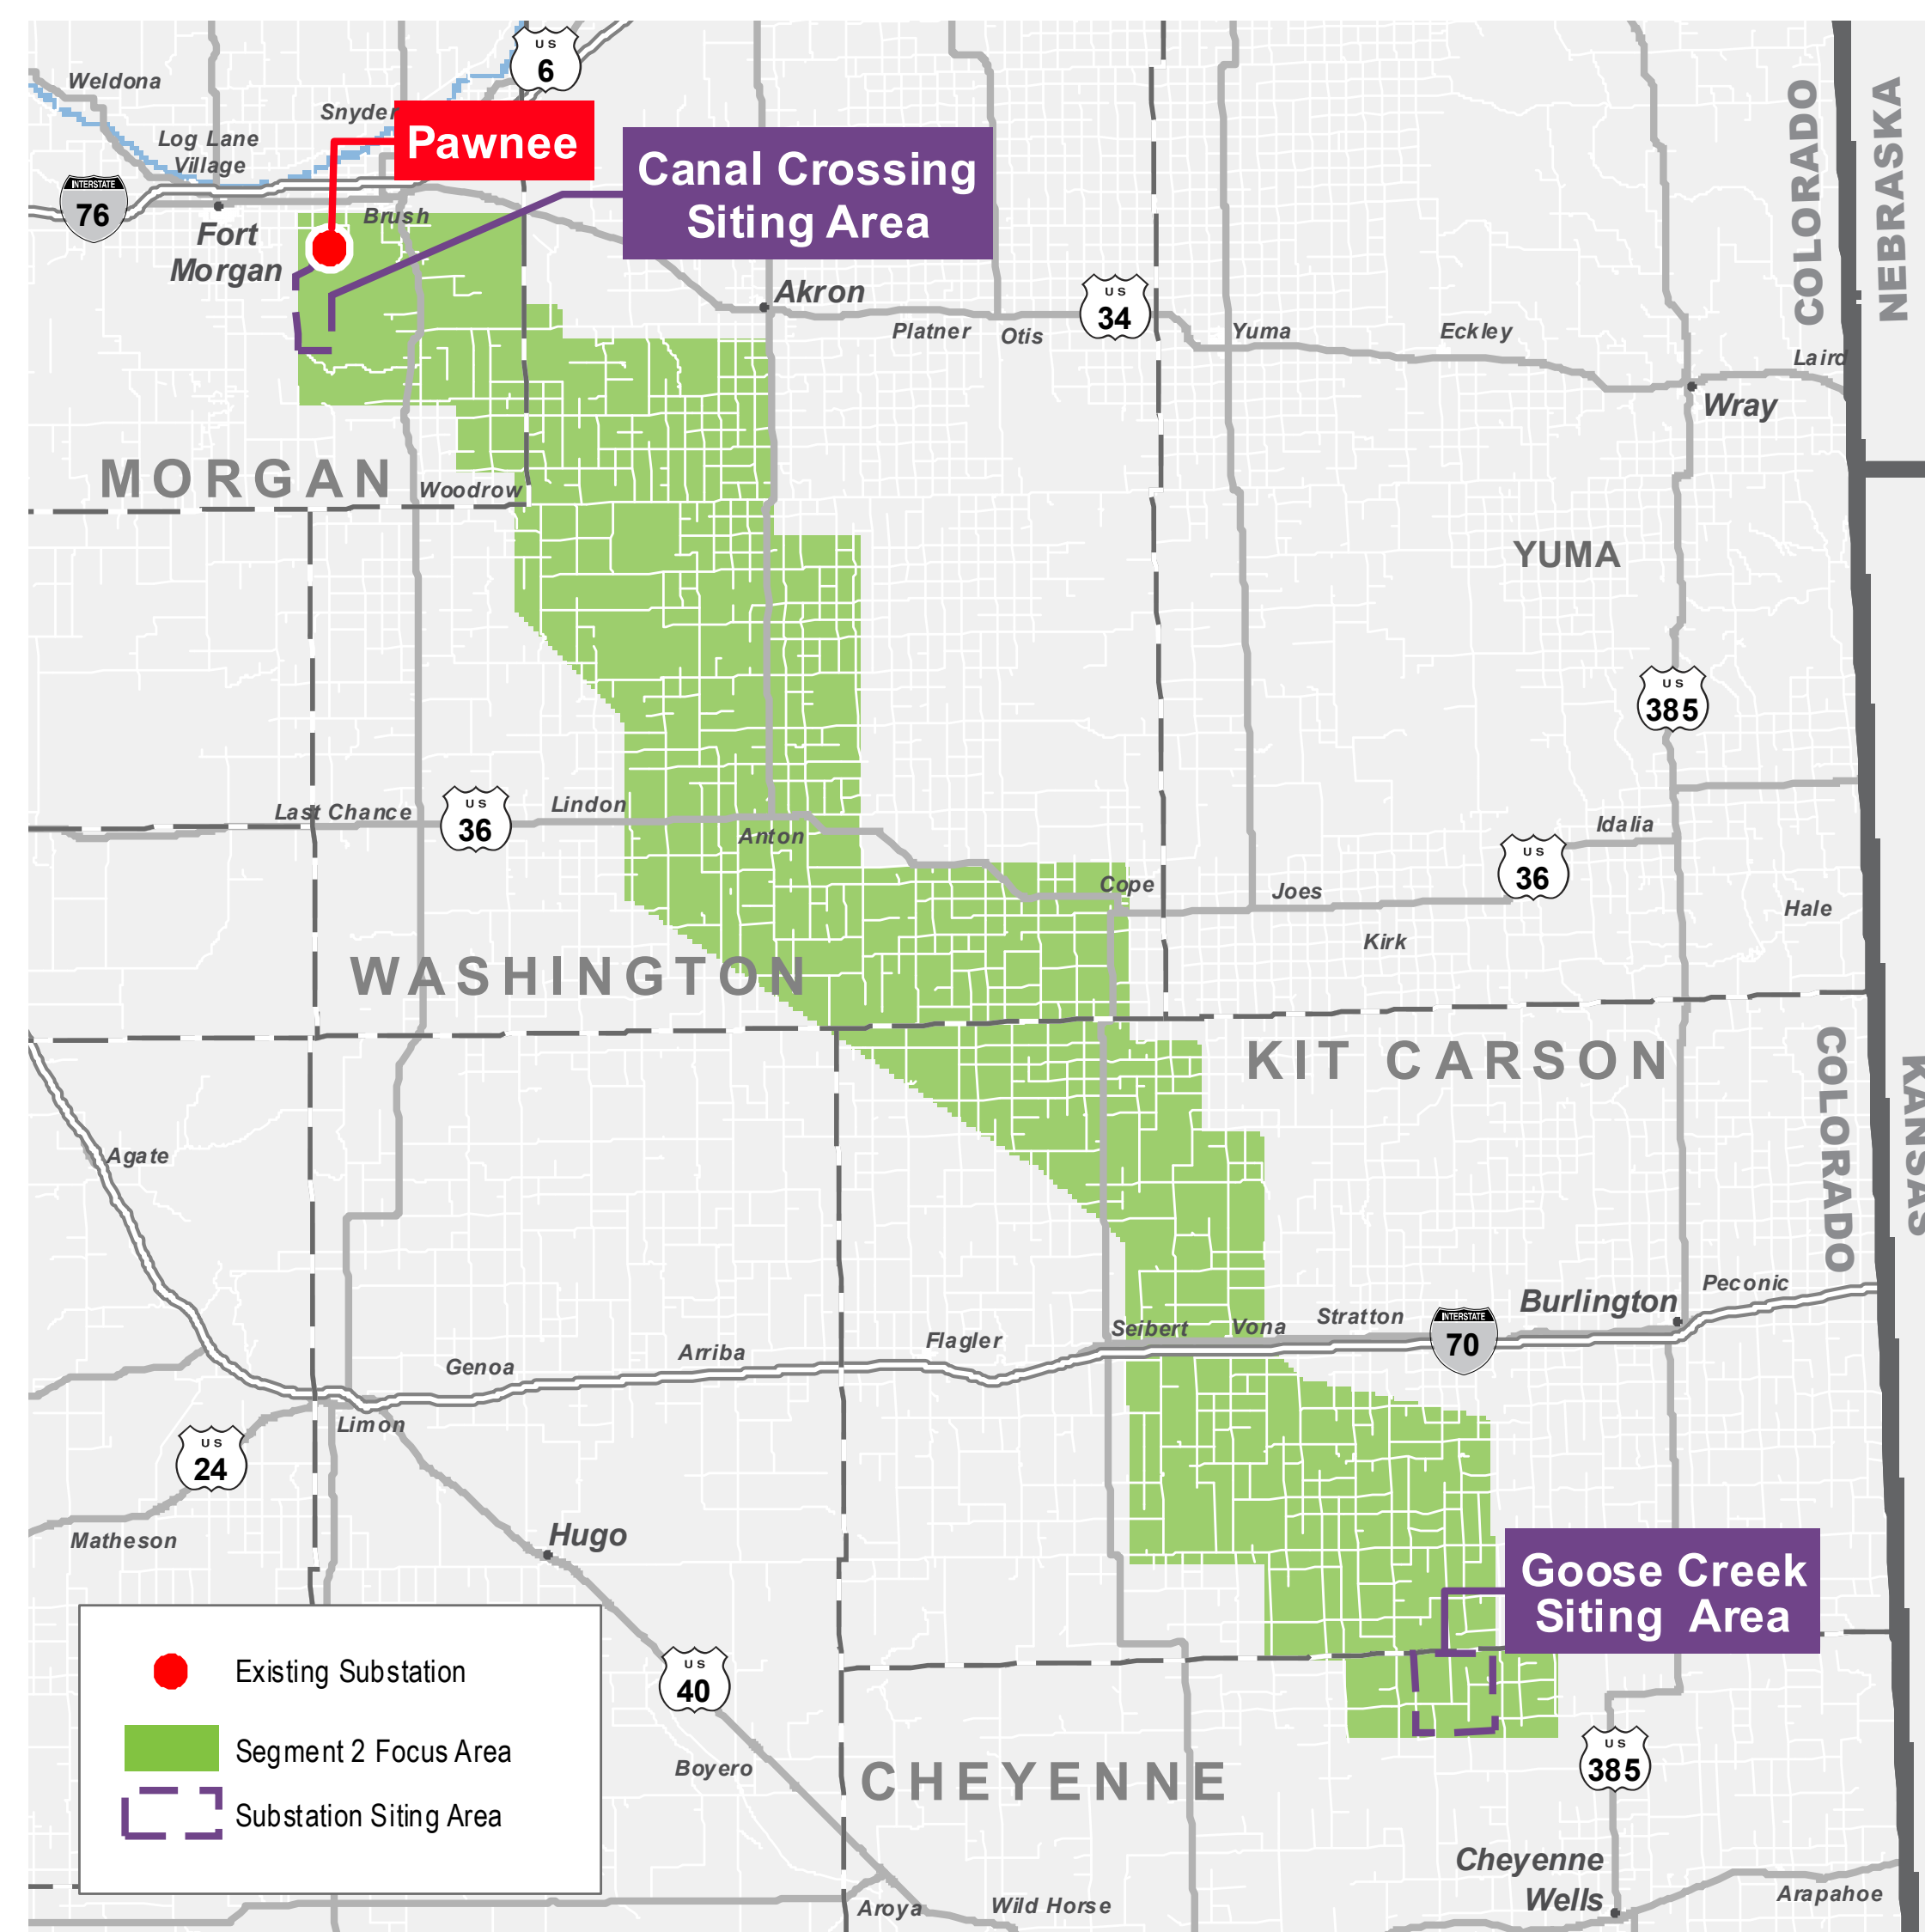 US
6
Weldona
Snyder
Log Lane
Village
Pawnee
Canal Crossing
Siting Area
COLORADO
NEBRASKA
INTERSTATE
76
Brush
Fort
Morgan
Akron
US
34
Platner
Otis
Yuma
Eckley
Laird
Wray
MORGAN
Woodrow
YUMA
US
385
Last Chance
US
36
Lindon
Anton
Idalia
US
36
Cope
Joes
Hale
Kirk
WASHINGTON
KIT CARSON
COLORADO
KANSAS
Agate
Peconic
Burlington
Stratton
Vona
Seibert
INTERSTATE
70
Flagler
Arriba
Genoa
Limon
US
24
Matheson
Hugo
Goose Creek
Siting Area
Existing Substation
Segment 2 Focus Area
Substation Siting Area
US
40
Boyero
CHEYENNE
US
385
Cheyenne
Wells
Arapahoe
Aroya
Wild Horse